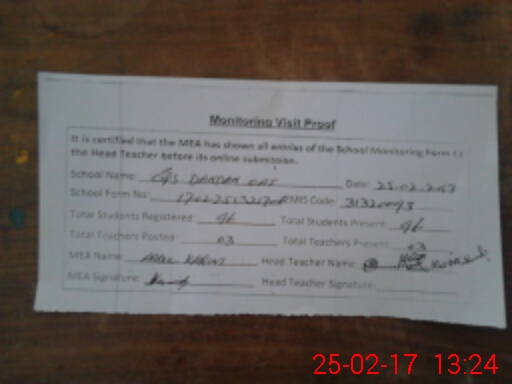 Monitoring Visit Proof
It is certified that the MEA has shown all entries of the School Monitoring Form to
the Head Teacher before its online submission.
School Name: GPS DANDAN Date: 25.02.2017
School Form No: EMIS Code: 31320093
Total Students Registered: 96 Total Students Present: 96
Total Teachers Posted: 03 Total Teachers Present: 03
MEA Name: Head Teacher Name:
MEA Signature: Head Teacher Signature:
25-02-17 13:24